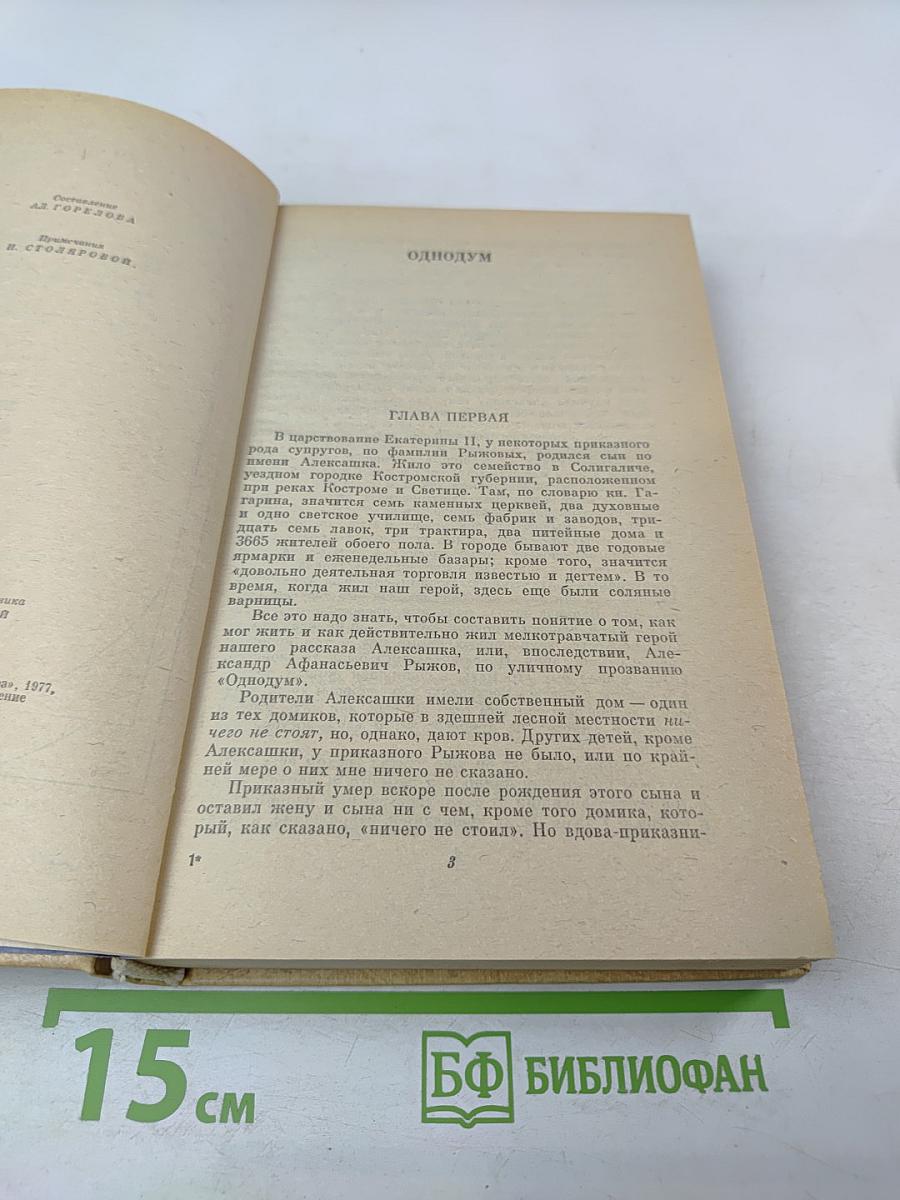 Составление
АЛ. ГОРЕЛОВА
Примечания
И. СТОЛЯРОВОЙ.
1977,
ОДНОДУМ
ГЛАВА ПЕРВАЯ
В царствование Екатерины II, у некоторых приказного
рода супругов, по фамилии Рыжовых, родился сын по
имени Алексашка. Жило это семейство в Солигаличе,
уездном городке Костромской губернии, расположенном
при реках Костроме и Светице. Там, по словарю кн. Га-
гарина, значится семь каменных церквей, два духовные
и одно светское училище, семь фабрик и заводов, три-
дцать семь лавок, три трактира, два питейные дома и
3665 жителей обоего пола. В городе бывают две годовые
ярмарки и еженедельные базары; кроме того, значится
«довольно деятельная торговля известью и дегтем». В то
время, когда жил наш герой, здесь еще были соляные
варницы.
Все это надо знать, чтобы составить понятие о том, как
мог жить и как действительно жил мелкотравчатый герой
нашего рассказа Алексашка, или, впоследствии, Але-
ксандр Афанасьевич Рыжов, по уличному прозванию
«Однодум».
Родители Алексашки имели собственный дом — один
из тех домиков, которые в здешней лесной местности ни-
чего не стоят, но, однако, дают кров. Других детей, кроме
Алексашки, у приказного Рыжова не было, или по край-
ней мере о них мне ничего не сказано.
Приказный умер вскоре после рождения этого сына и
оставил жену и сына ни с чем, кроме того домика, кото-
рый, как сказано, «ничего не стоил». Но вдова-приказни-
1*
3
15 см
БФ БИБЛИОФАН